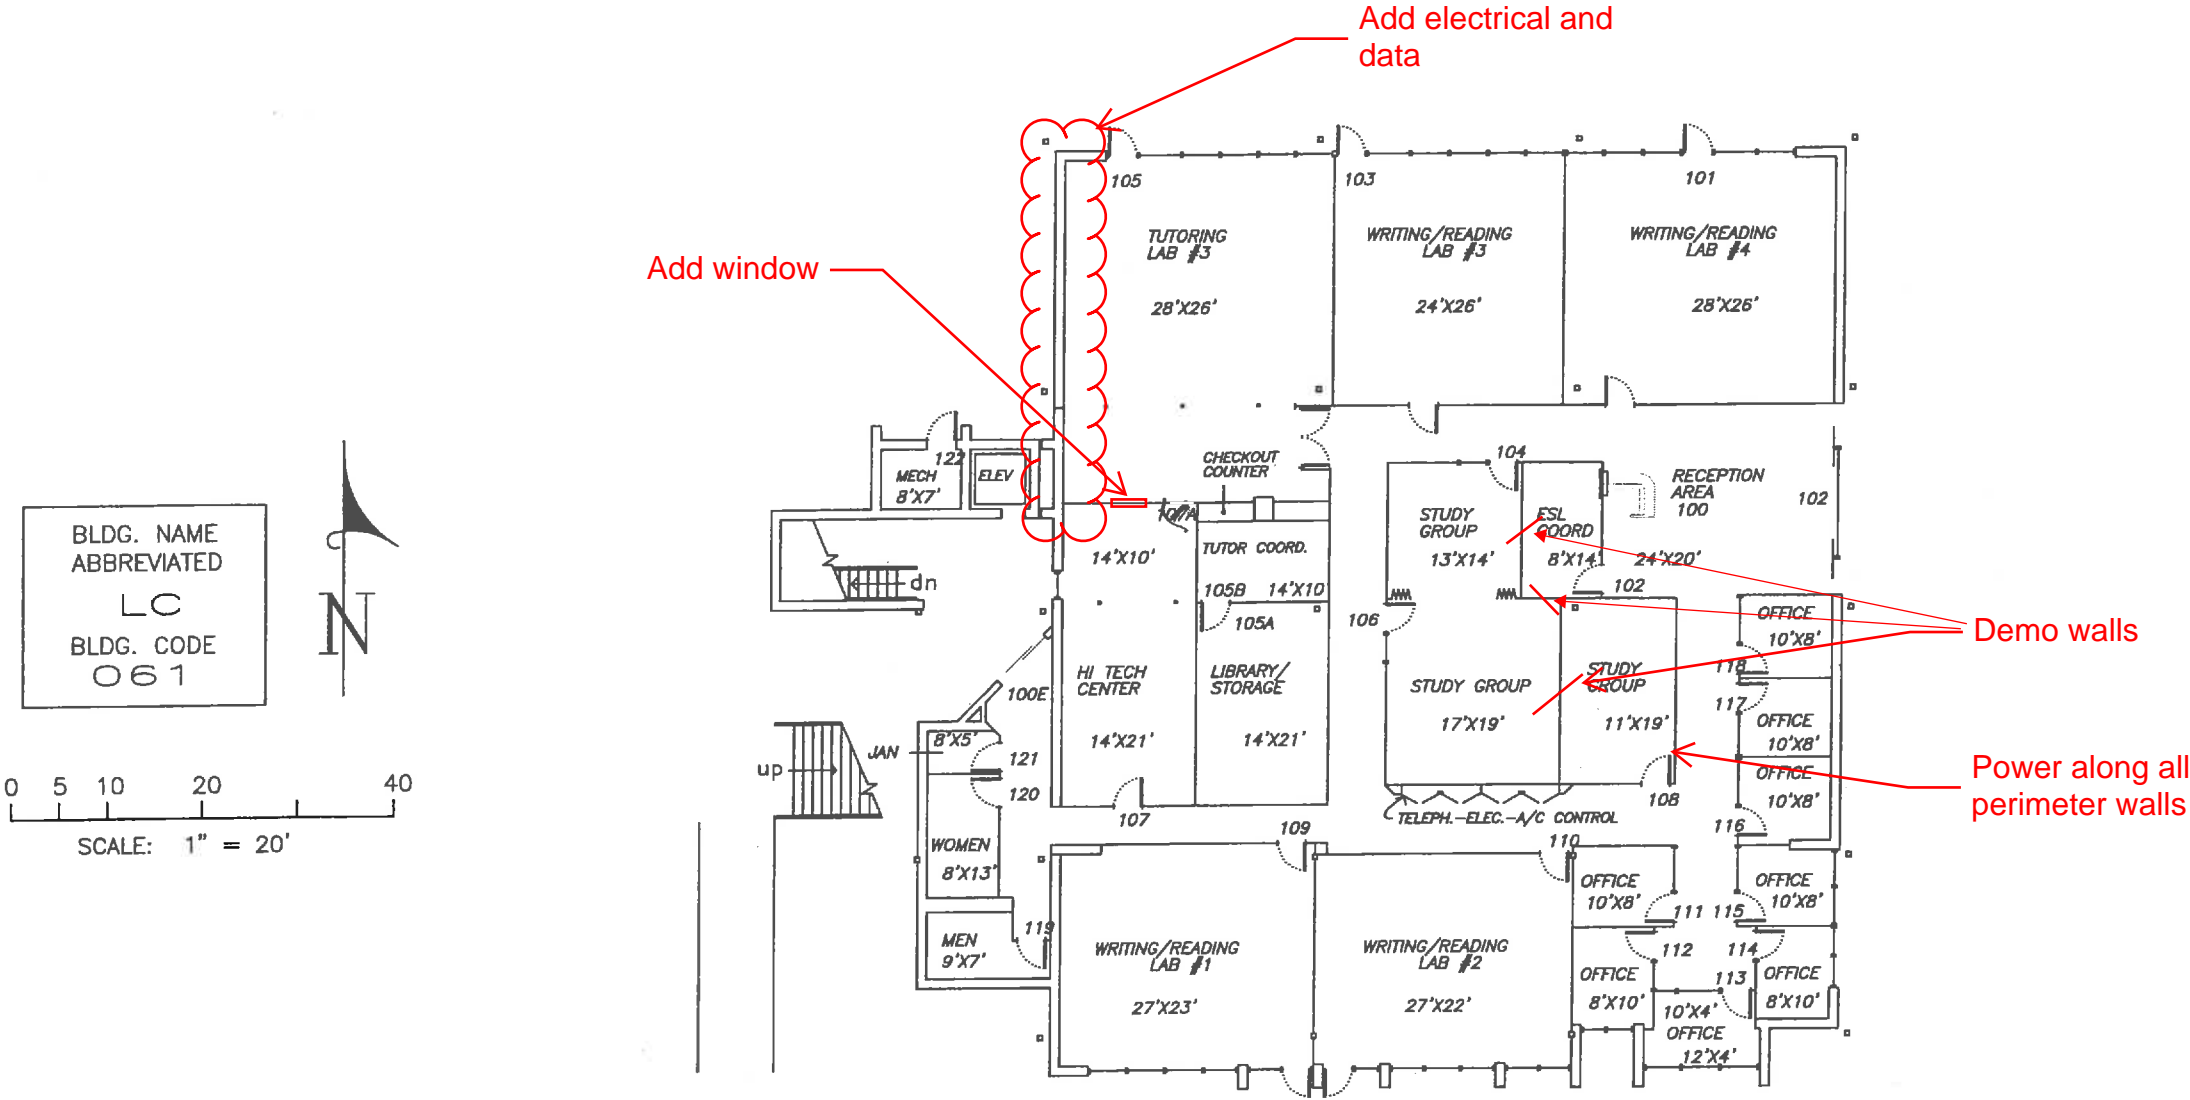 Add electrical and
data
Add window
Demo walls
Power along all
perimeter walls
BLDG. NAME
ABBREVIATED
LC
BLDG. CODE
061
N
0 5 10 20 40
SCALE: 1" = 20'
105
103
101
TUTORING
LAB #3
28'X26'
WRITING/READING
LAB #3
24'X26'
WRITING/READING
LAB #4
28'X26'
122
MECH
8'X7'
ELEV
CHECKOUT
COUNTER
104
RECEPTION
AREA
100
102
STUDY
GROUP
13'X14'
ESL
COORD
8'X14'
24'X20'
102
14'X10'
TUTOR COORD.
105B 14'X10'
105A
dn
106
OFFICE
10'X8'
118
117
HI TECH
CENTER
14'X21'
LIBRARY/
STORAGE
14'X21'
STUDY GROUP
17'X19'
STUDY
GROUP
11'X19'
OFFICE
10'X8'
OFFICE
10'X8'
116
100E
8'X5'
JAN
121
120
up
107
108
TELEPH.-ELEC.-A/C CONTROL
109
110
WOMEN
8'X13'
119
MEN
9'X7'
WRITING/READING
LAB #1
27'X23'
WRITING/READING
LAB #2
27'X22'
OFFICE
10'X8'
111
115
OFFICE
10'X8'
112
114
113
OFFICE
8'X10'
OFFICE
8'X10'
10'X4'
OFFICE
12'X4'